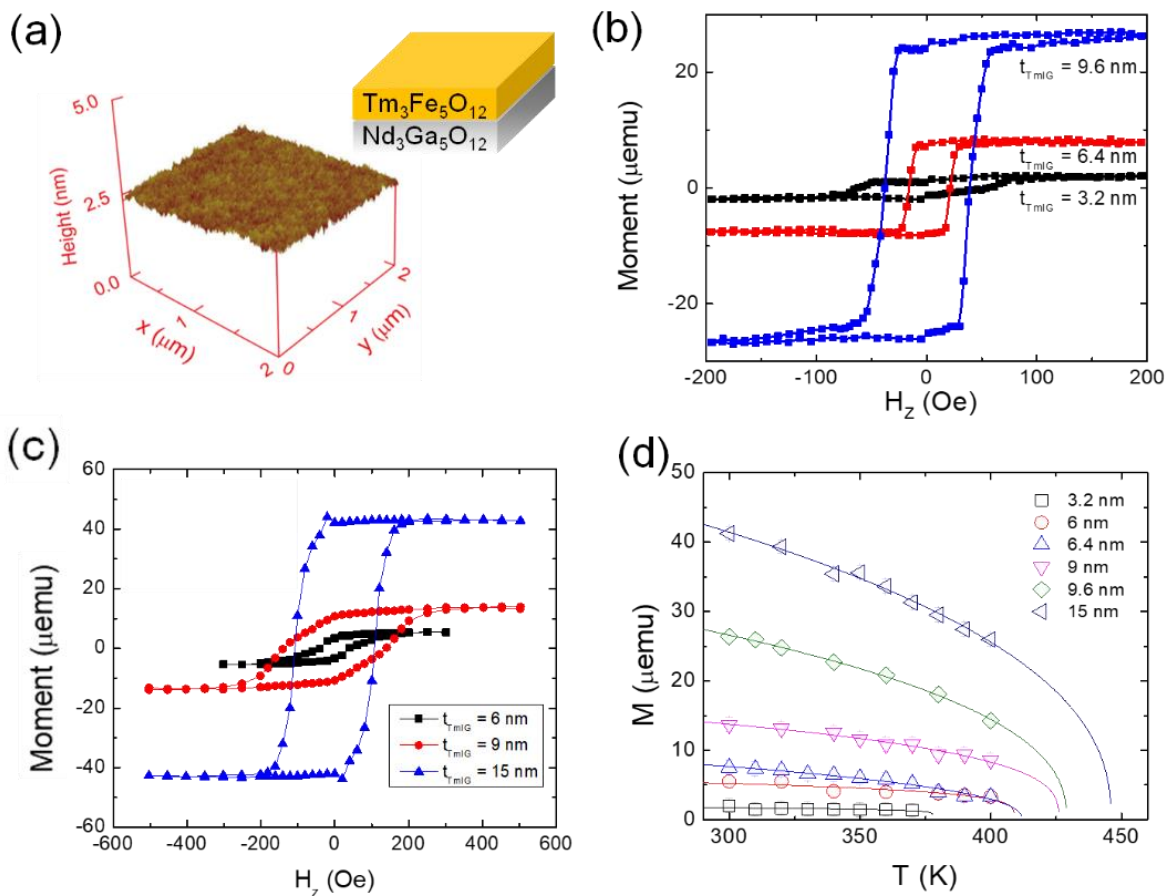 (a)
Tm3Fe5O12
Nd3Ga5O12
Height (nm)
5.0
2.5
0.0
x (μm)
1
2
y (μm)
0
1
2
(b)
Moment (μemu)
20
0
-20
tTmIG = 9.6 nm
tTmIG = 6.4 nm
tTmIG = 3.2 nm
-200
-100
0
100
200
HZ (Oe)
(c)
Moment (μemu)
60
40
20
0
-20
-40
-60
tTmIG = 6 nm
tTmIG = 9 nm
tTmIG = 15 nm
-600
-400
-200
0
200
400
600
Hz (Oe)
(d)
M (μemu)
50
40
30
20
10
0
3.2 nm
6 nm
6.4 nm
9 nm
9.6 nm
15 nm
300
350
400
450
T (K)